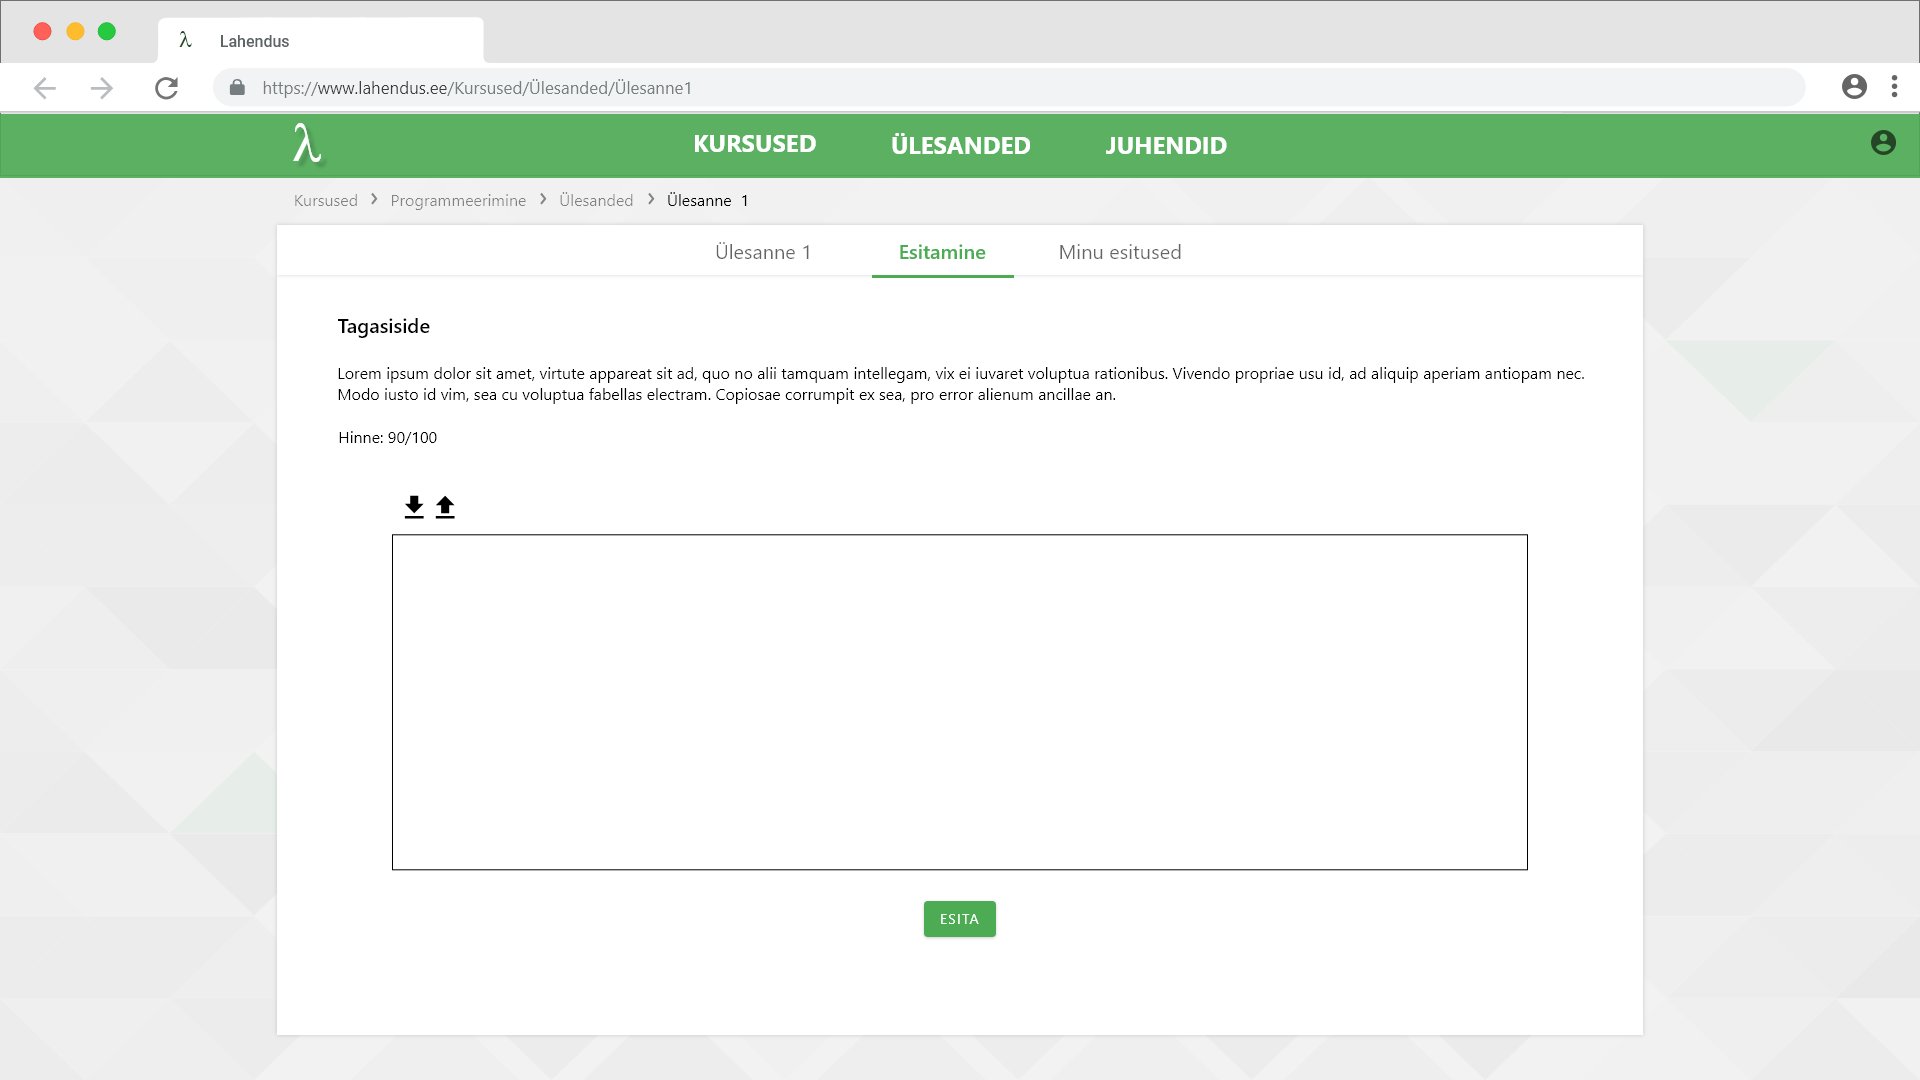 λ Lahendus
https://www.lahendus.ee/Kursused/Ülesanded/Ülesanne1
λ KURSUSED ÜLESANDED JUHENDID
Kursused > Programmeerimine > Ülesanded > Ülesanne 1
Ülesanne 1 Esitamine Minu esitused
Tagasiside
Lorem ipsum dolor sit amet, virtute appareat sit ad, quo no alii tamquam intellegam, vix ei iuvaret voluptua rationibus. Vivendo propriae usu id, ad aliquip aperiam antiopam nec.
Modo iusto id vim, sea cu voluptua fabellas electram. Copiosae corrumpit ex sea, pro error alienum ancillae an.
Hinne: 90/100
ESITA